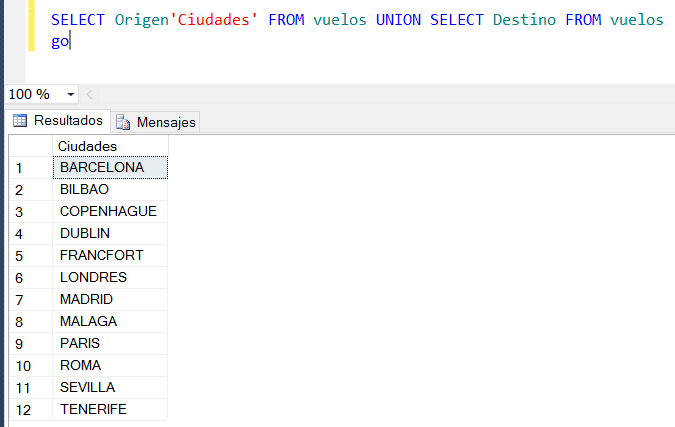 SELECT Origen'Ciudades' FROM vuelos UNION SELECT Destino FROM vuelos
go
100 %
Resultados Mensajes
Ciudades
1 BARCELONA
2 BILBAO
3 COPENHAGUE
4 DUBLIN
5 FRANCFORT
6 LONDRES
7 MADRID
8 MALAGA
9 PARIS
10 ROMA
11 SEVILLA
12 TENERIFE